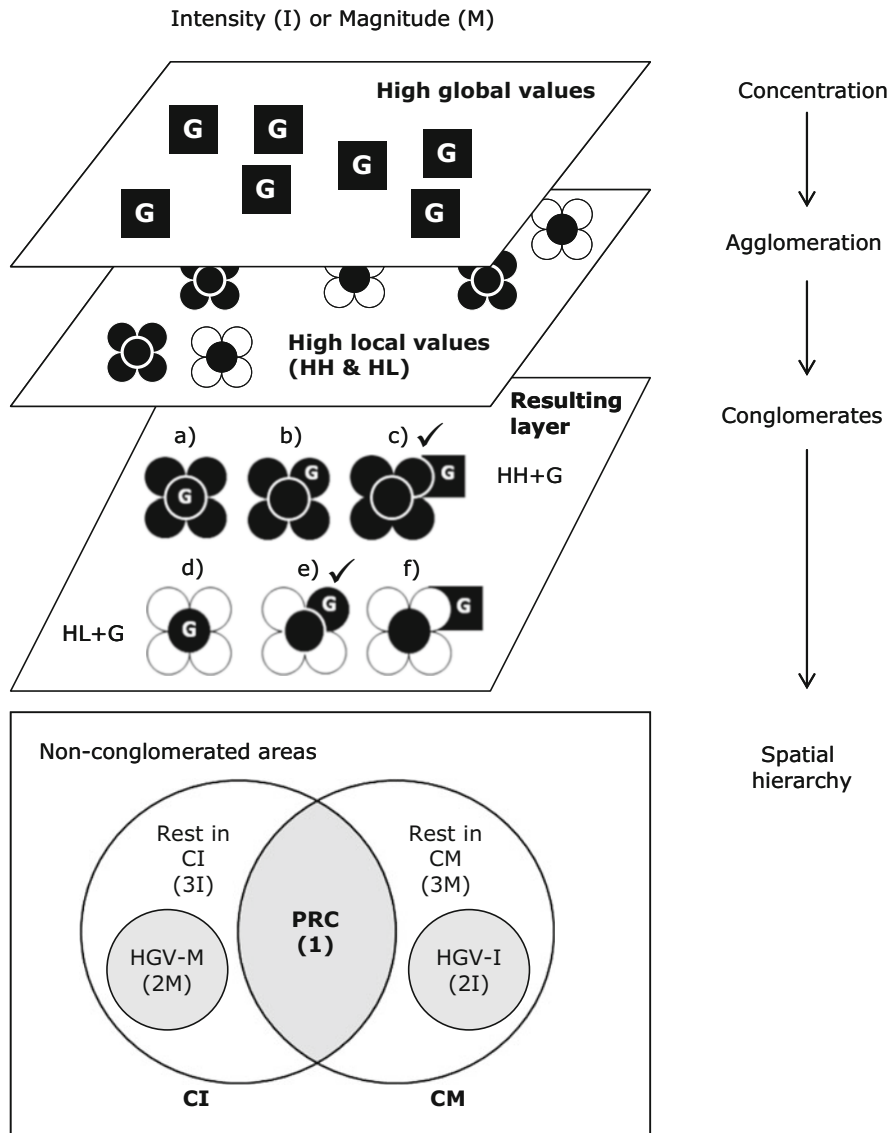 Intensity (I) or Magnitude (M)
High global values
Concentration
G
G
G
G
G
G
G
Agglomeration
High local values
(HH & HL)
Resulting
layer
Conglomerates
a)
b)
c) ✓
G
G
G
HH+G
d)
e) ✓
f)
G
G
G
HL+G
Non-conglomerated areas
Spatial
hierarchy
Rest in
CI
(3I)
Rest in
CM
(3M)
PRC
(1)
HGV-M
(2M)
HGV-I
(2I)
CI
CM